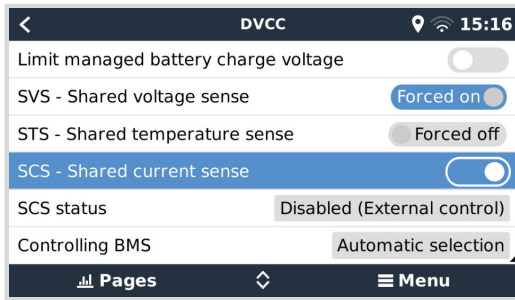 DVCC 15:16
Limit managed battery charge voltage
SVS - Shared voltage sense Forced on
STS - Shared temperature sense Forced off
SCS - Shared current sense
SCS status Disabled (External control)
Controlling BMS Automatic selection
Pages Menu